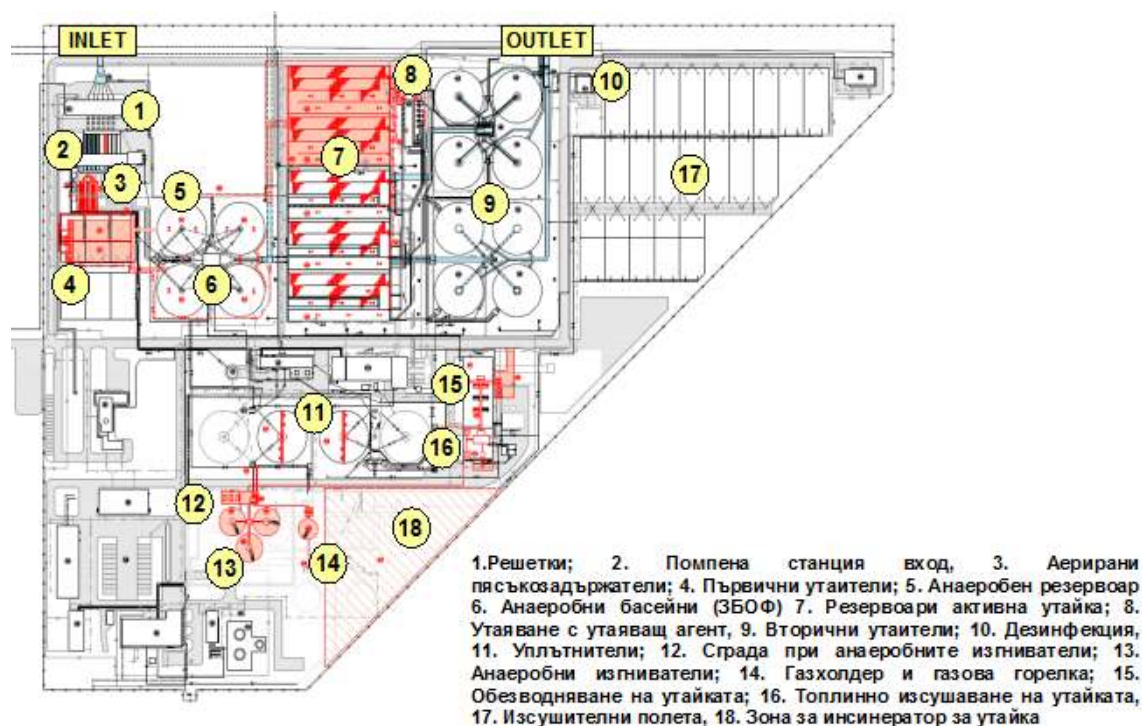 INLET
OUTLET
1
2
3
4
5
6
7
8
9
10
11
12
13
14
15
16
17
18
1.Решетки; 2. Помпена станция вход, 3. Аерирани
пясъкозадържатели; 4. Първични утаители; 5. Анаеробен резервоар
6. Анаеробни басейни (ЗБОФ) 7. Резервоари активна утайка; 8.
Утаяване с утаяващ агент, 9. Вторични утаители; 10. Дезинфекция,
11. Уплътнители; 12. Сграда при анаеробните изгниватели; 13.
Анаеробни изгниватели; 14. Газхолдер и газова горелка; 15.
Обезводняване на утайката; 16. Топлинно изсушаване на утайката,
17. Изсушителни полета, 18. Зона за инсинератор за утайка